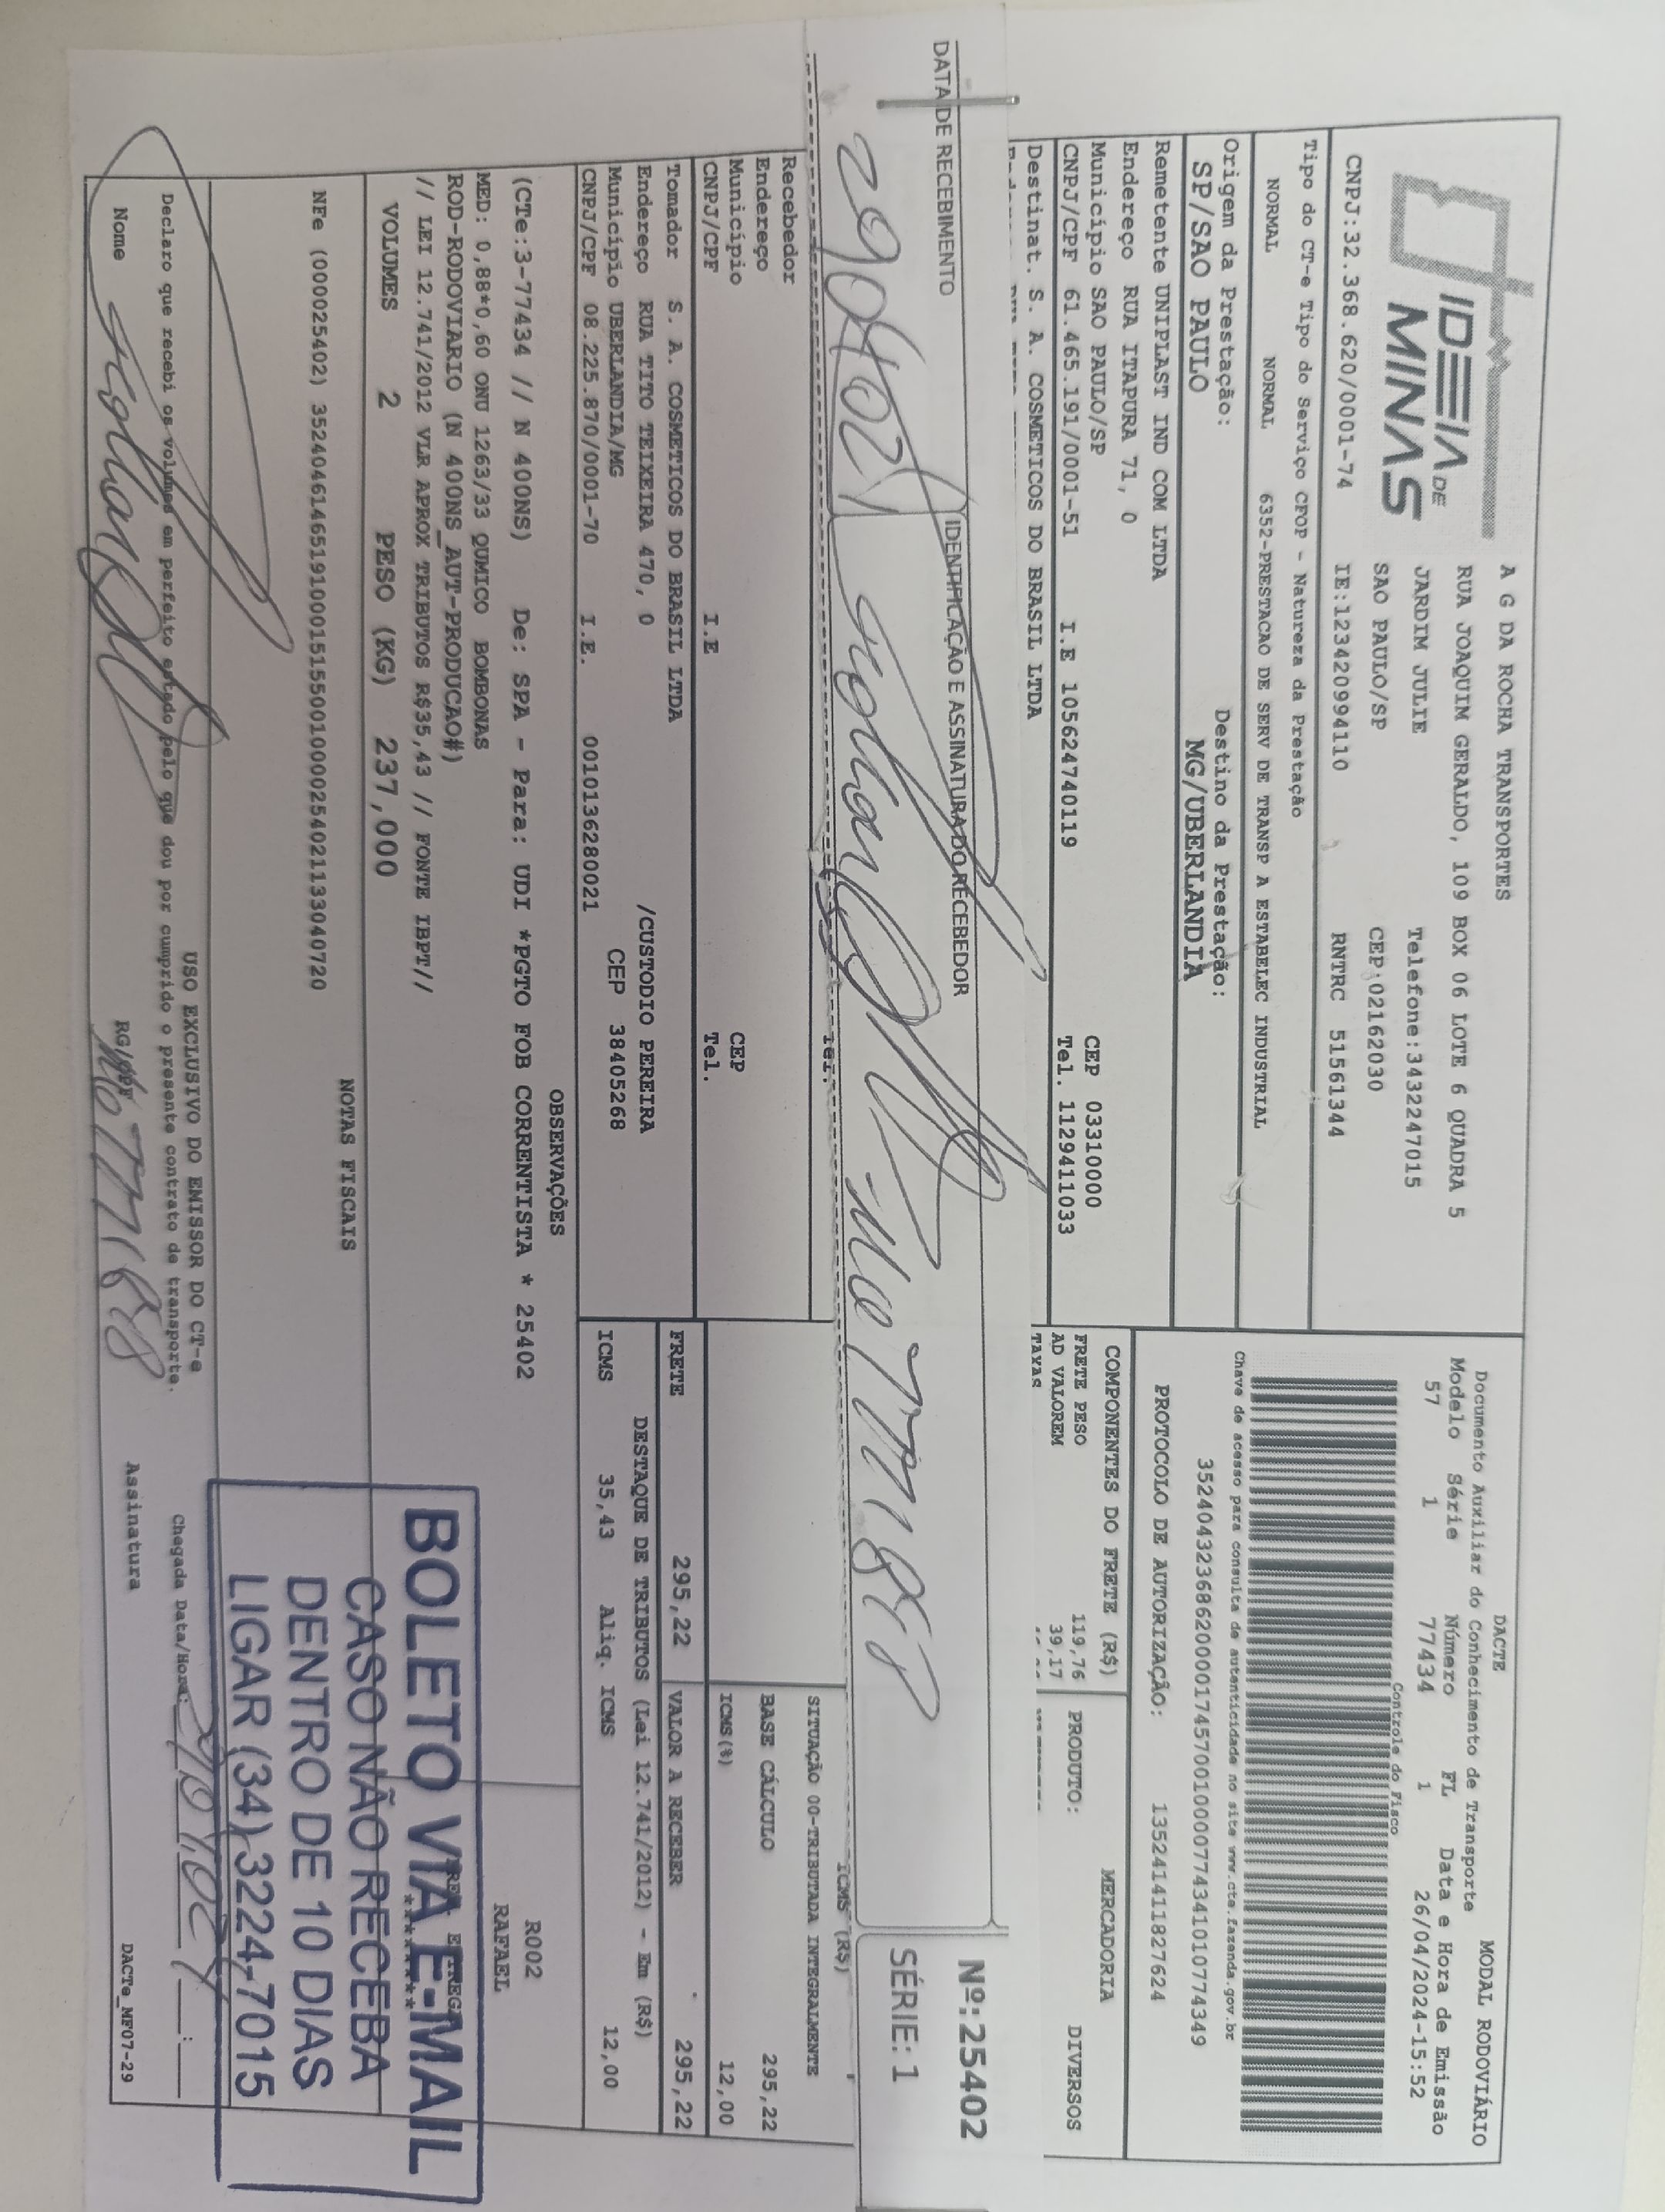 IDEIA DE
MINAS
A G DA ROCHA TRANSPORTES
RUA JOAQUIM GERALDO, 109 BOX 06 LOTE 6 QUADRA 5
JARDIM JULIE Telefone:3432247015
SAO PAULO/SP CEP:02162030
CNPJ:32.368.620/0001-74 IE:123420994110 RNTRC 51561344
Tipo do CT-e Tipo do Serviço CFOP - Natureza da Prestação
NORMAL NORMAL 6352-PRESTACAO DE SERV DE TRANSP A ESTABELEC INDUSTRIAL
Origem da Prestação: Destino da Prestação:
SP/SAO PAULO MG/UBERLANDIA
Remetente UNIPLAST IND COM LTDA
Endereço RUA ITAPURA 71, 0
Município SAO PAULO/SP CEP 03310000
CNPJ/CPF 61.465.191/0001-51 I.E 105624740119 Tel. 1129411033
Destinat. S. A. COSMETICOS DO BRASIL LTDA
DACTE MODAL RODOVIÁRIO
Documento Auxiliar do Conhecimento de Transporte
Modelo Série Número FL Data e Hora de Emissão
57 1 77434 1 26/04/2024-15:52
Controle do Fisco
Chave de acesso para consulta de autenticidade no site www.cte.fazenda.gov.br
35240432368620000174570010000774341010774349
PROTOCOLO DE AUTORIZAÇÃO: 135241411827624
COMPONENTES DO FRETE (R$) MERCADORIA
FRETE PESO 119,76 PRODUTO: DIVERSOS
AD VALOREM 39,17
TAXAS
DATA DE RECEBIMENTO IDENTIFICAÇÃO E ASSINATURA DO RECEBEDOR
Nº: 25402
SÉRIE: 1
Tel.
ICMS (R$)
SITUAÇÃO 00-TRIBUTADA INTEGRALMENTE
BASE CÁLCULO 295,22
ICMS(%) 12,00
Recebedor
Endereço
Município CEP
CNPJ/CPF I.E Tel.
Tomador S. A. COSMETICOS DO BRASIL LTDA
Endereço RUA TITO TEIXEIRA 470, 0 /CUSTODIO PEREIRA
Município UBERLANDIA/MG CEP 38405268
CNPJ/CPF 08.225.870/0001-70 I.E. 0010136280021
FRETE 295,22 VALOR A RECEBER 295,22
DESTAQUE DE TRIBUTOS (Lei 12.741/2012) - Em (R$)
ICMS 35,43 Aliq. ICMS 12,00
OBSERVAÇÕES
(CTe:3-77434 // N 400NS) De: SPA - Para: UDI *PGTO FOB CORRENTISTA * 25402
MED: 0,88*0,60 ONU 1263/33 QUMICO BOMBONAS
ROD-RODOVIARIO (N 400NS_AUT-PRODUCAO#)
// LEI 12.741/2012 VLR APROX TRIBUTOS R$35,43 // FONTE IBPT//
R002
RAFAEL
VOLUMES 2 PESO (KG) 237,000
NOTAS FISCAIS
NFe (000025402) 35240461465191000151550010000254021133040720
BOLETO VIA E-MAIL
CASO NÃO RECEBA
DENTRO DE 10 DIAS
LIGAR (34) 3224-7015
USO EXCLUSIVO DO EMISSOR DO CT-e
Declaro que recebi os volumes em perfeito estado pelo que dou por cumprido o presente contrato de transporte.
Chegada Data/Hora:
Nome RG/CPF Assinatura
DACTe_MF07-29